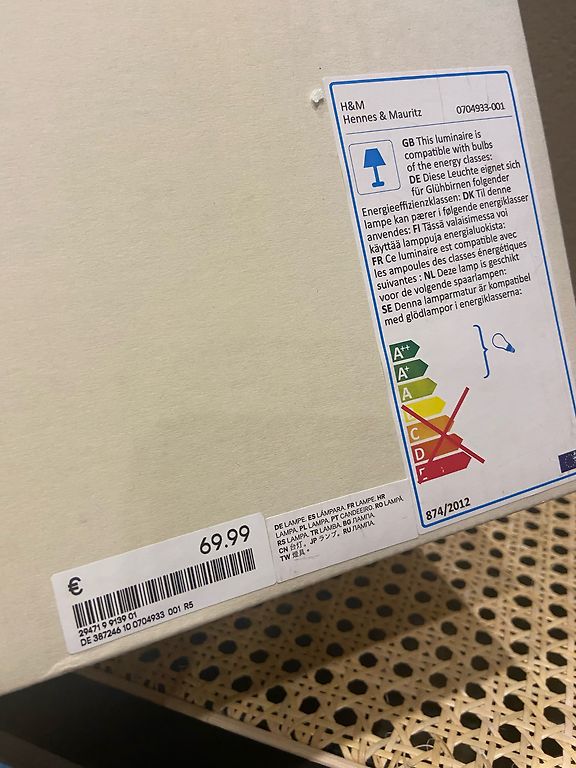 H&M
Hennes & Mauritz
0704933-001
GB This luminaire is
compatible with bulbs
of the energy classes:
DE Diese Leuchte eignet sich
für Glühbirnen folgender
Energieeffizienzklassen: DK Til denne
lampe kan pærer i følgende energiklasser
anvendes: FI Tässä valaisimessa voi
käyttää lamppuja energialuokista:
FR Ce luminaire est compatible avec
les ampoules des classes énergétiques
suivantes : NL Deze lamp is geschikt
voor de volgende spaarlampen:
SE Denna lamparmatur är kompatibel
med glödlampor i energiklasserna:
A++
A+
A
C
D
E
874/2012
DE LAMPE. ES LÁMPARA. FR LAMPE. HR
LAMPA. PL LAMPA. PT CANDEEIRO. RO LAMPĂ.
RS LAMPA. TR LAMBA. BG ЛАМПА.
CN 台灯。JP ランプ。RU ЛАМПА.
TW 燈具。
€ 69.99
29471 9 9139 01
DE 387246 10 0704933 001 R5